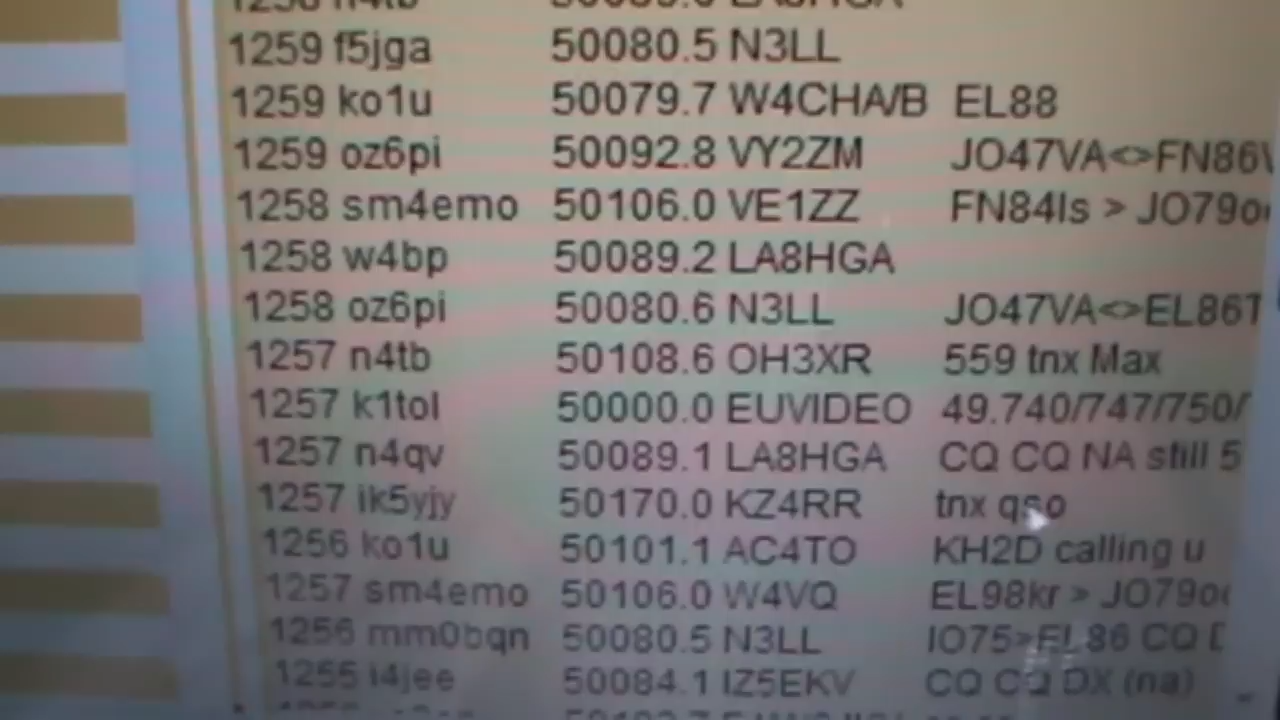 1259 f5jga 50080.5 N3LL
1259 ko1u 50079.7 W4CHA/B EL88
1259 oz6pi 50092.8 VY2ZM JO47VA<>FN86
1258 sm4emo 50106.0 VE1ZZ FN84ls > JO79o
1258 w4bp 50089.2 LA8HGA
1258 oz6pi 50080.6 N3LL JO47VA<>EL86T
1257 n4tb 50108.6 OH3XR 559 tnx Max
1257 k1tol 50000.0 EUVIDEO 49.740/747/750/
1257 n4qv 50089.1 LA8HGA CQ CQ NA still 5
1257 ik5yjy 50170.0 KZ4RR tnx qso
1256 ko1u 50101.1 AC4TO KH2D calling u
1257 sm4emo 50106.0 W4VQ EL98kr > JO79o
1256 mm0bqn 50080.5 N3LL IO75>EL86 CQ
1255 i4jee 50084.1 IZ5EKV CQ CQ DX (na)